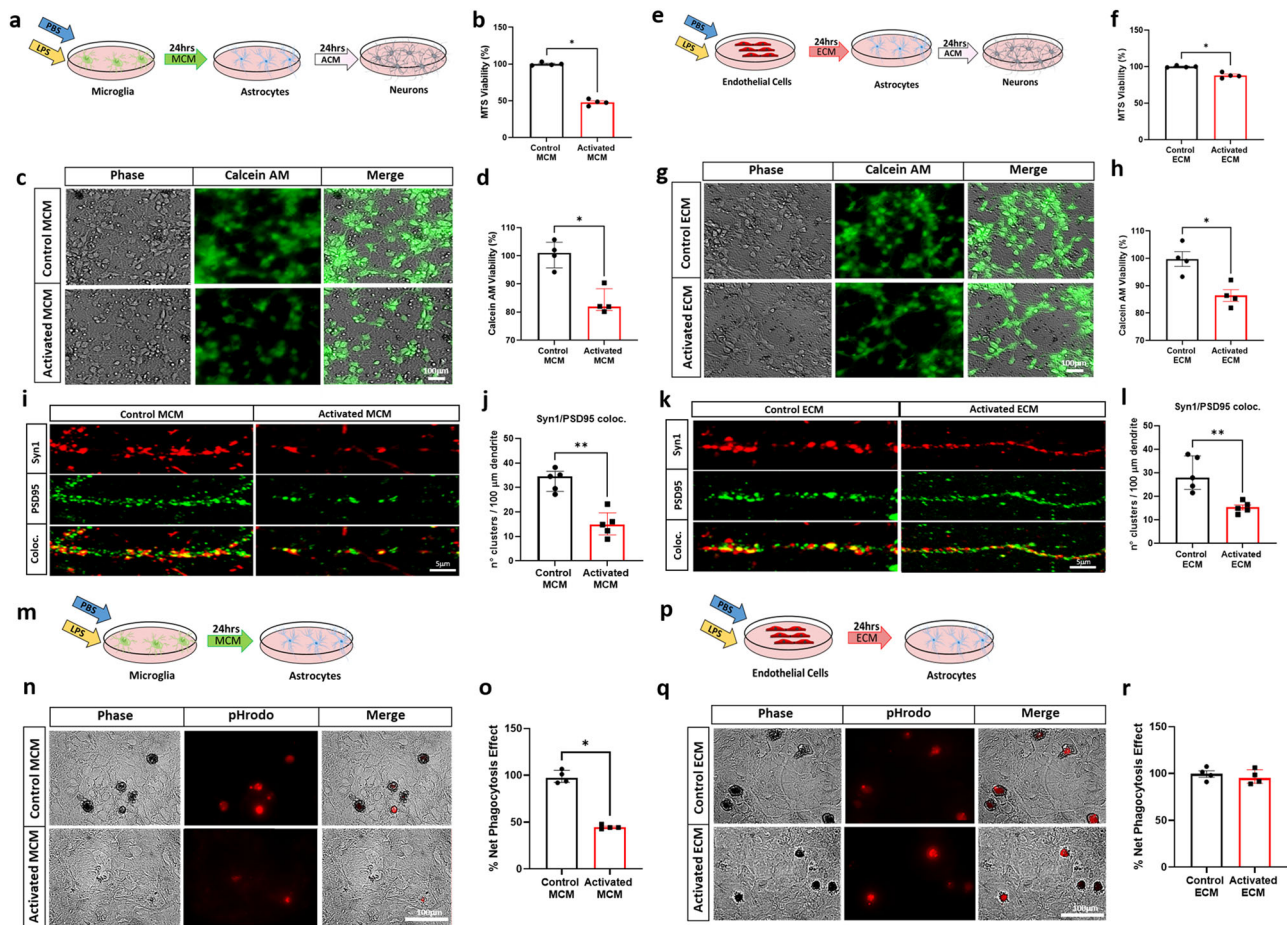 a
PBS
LPS
24hrs
MCM
24hrs
ACM
Microglia
Astrocytes
Neurons
b
MTS Viability (%)
150
100
50
0
*
Control
MCM
Activated
MCM
e
PBS
LPS
24hrs
ECM
24hrs
ACM
Endothelial Cells
Astrocytes
Neurons
f
MTS Viability (%)
150
100
50
0
*
Control
ECM
Activated
ECM
c
Phase
Calcein AM
Merge
Control MCM
Activated MCM
100μm
d
Calcein AM Viability (%)
110
100
90
80
70
*
Control
MCM
Activated
MCM
g
Phase
Calcein AM
Merge
Control ECM
Activated ECM
100μm
h
Calcein AM Viability (%)
110
100
90
80
70
*
Control
ECM
Activated
ECM
i
Control MCM
Activated MCM
Syn1
PSD95
Coloc.
5μm
j
Syn1/PSD95 coloc.
n° clusters / 100 μm dendrite
50
40
30
20
10
0
**
Control
MCM
Activated
MCM
k
Control ECM
Activated ECM
Syn1
PSD95
Coloc.
5μm
l
Syn1/PSD95 coloc.
n° clusters / 100 μm dendrite
50
40
30
20
10
0
**
Control
ECM
Activated
ECM
m
PBS
LPS
24hrs
MCM
Microglia
Astrocytes
p
PBS
LPS
24hrs
ECM
Endothelial Cells
Astrocytes
n
Phase
pHrodo
Merge
Control MCM
Activated MCM
100μm
o
% Net Phagocytosis Effect
150
100
50
0
*
Control
MCM
Activated
MCM
q
Phase
pHrodo
Merge
Control ECM
Activated ECM
100μm
r
% Net Phagocytosis Effect
150
100
50
0
Control
ECM
Activated
ECM